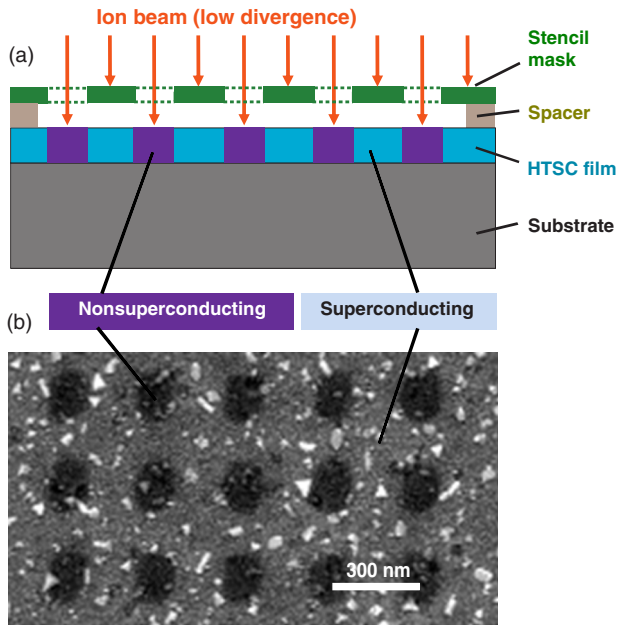 Ion beam (low divergence)
(a)
Stencil
mask
Spacer
HTSC film
Substrate
Nonsuperconducting
Superconducting
(b)
300 nm